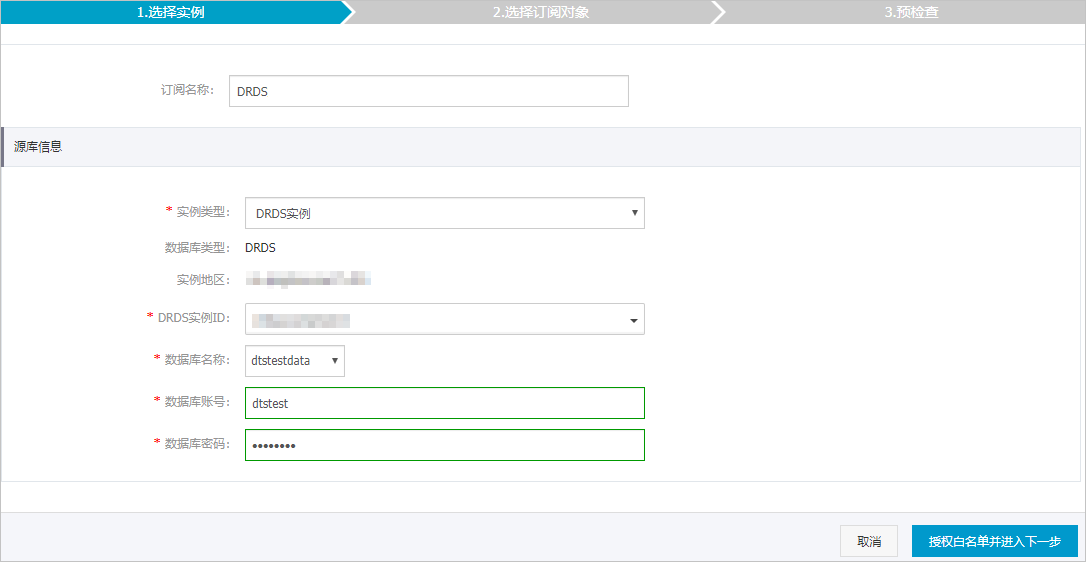 1.选择实例 2.选择订阅对象 3.预检查
订阅名称: DRDS
源库信息
* 实例类型: DRDS实例
数据库类型: DRDS
实例地区:
* DRDS实例ID:
* 数据库名称: dtstestdata
* 数据库账号: dtstest
* 数据库密码: ••••••••
取消 授权白名单并进入下一步